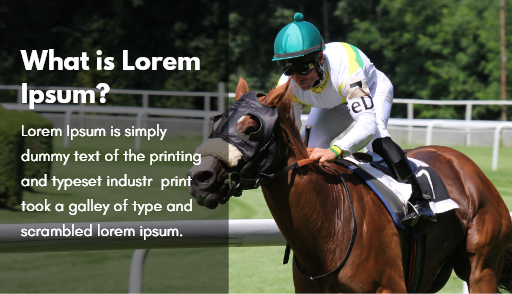 What is Lorem
Ipsum?
Lorem Ipsum is simply
dummy text of the printing
and typeset industr  print
took a galley of type and
scrambled lorem ipsum.
eD